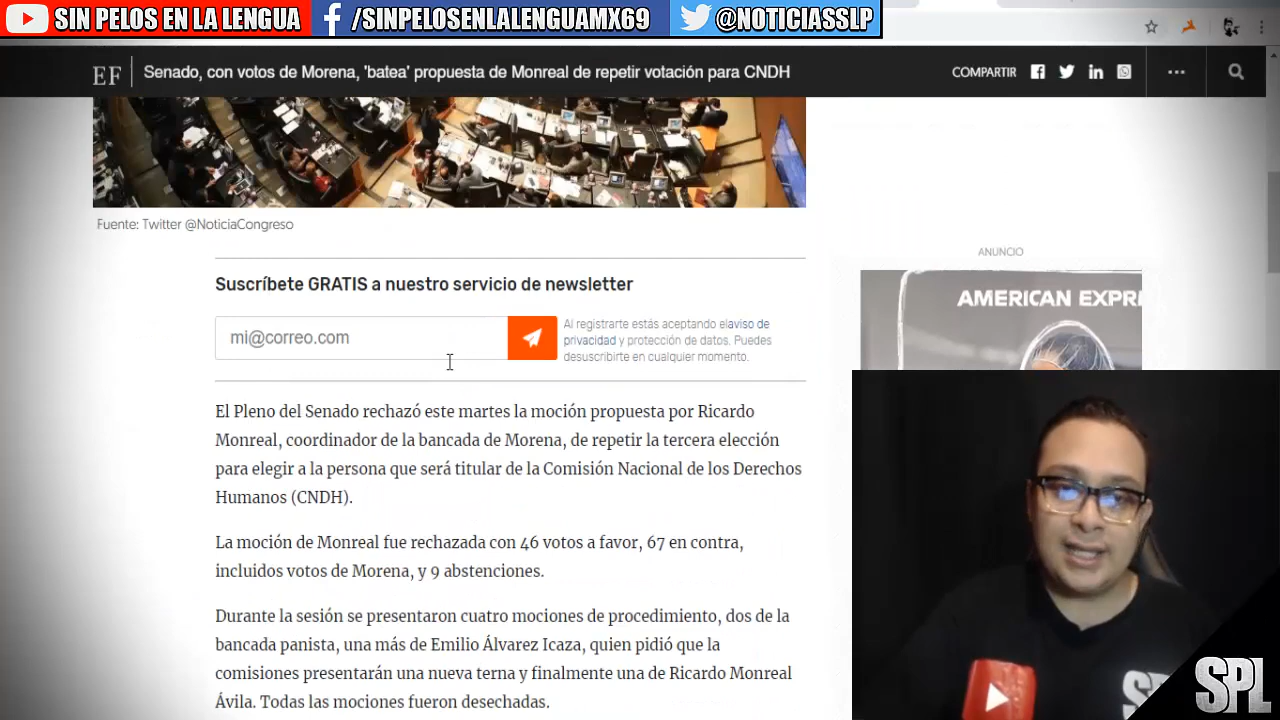 SIN PELOS EN LA LENGUA
/SINPELOSENLALENGUAMX69
@NOTICIASSLP
EF
Senado, con votos de Morena, 'batea' propuesta de Monreal de repetir votación para CNDH
COMPARTIR
Fuente: Twitter @NoticiaCongreso
Suscríbete GRATIS a nuestro servicio de newsletter
mi@correo.com
Al registrarte estás aceptando elaviso de
privacidad y protección de datos. Puedes
desuscribirte en cualquier momento.
ANUNCIO
AMERICAN EXPR
El Pleno del Senado rechazó este martes la moción propuesta por Ricardo
Monreal, coordinador de la bancada de Morena, de repetir la tercera elección
para elegir a la persona que será titular de la Comisión Nacional de los Derechos
Humanos (CNDH).
La moción de Monreal fue rechazada con 46 votos a favor, 67 en contra,
incluidos votos de Morena, y 9 abstenciones.
Durante la sesión se presentaron cuatro mociones de procedimiento, dos de la
bancada panista, una más de Emilio Álvarez Icaza, quien pidió que la
comisiones presentarán una nueva terna y finalmente una de Ricardo Monreal
Ávila. Todas las mociones fueron desechadas.
SPL
SPL